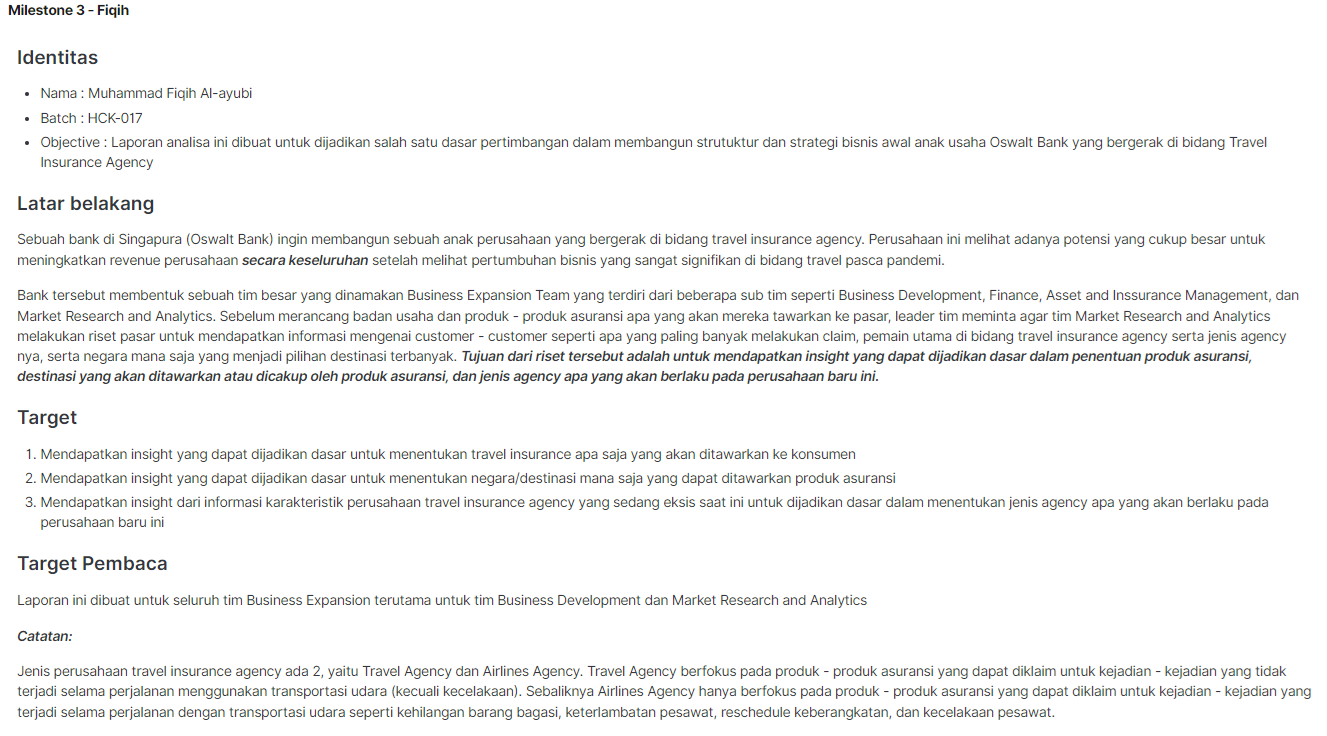 Milestone 3 - Fiqih
Identitas
• Nama : Muhammad Fiqih Al-ayubi
• Batch : HCK-017
• Objective : Laporan analisa ini dibuat untuk dijadikan salah satu dasar pertimbangan dalam membangun strutuktur dan strategi bisnis awal anak usaha Oswalt Bank yang bergerak di bidang Travel
Insurance Agency
Latar belakang
Sebuah bank di Singapura (Oswalt Bank) ingin membangun sebuah anak perusahaan yang bergerak di bidang travel insurance agency. Perusahaan ini melihat adanya potensi yang cukup besar untuk
meningkatkan revenue perusahaan secara keseluruhan setelah melihat pertumbuhan bisnis yang sangat signifikan di bidang travel pasca pandemi.
Bank tersebut membentuk sebuah tim besar yang dinamakan Business Expansion Team yang terdiri dari beberapa sub tim seperti Business Development, Finance, Asset and Inssurance Management, dan
Market Research and Analytics. Sebelum merancang badan usaha dan produk - produk asuransi apa yang akan mereka tawarkan ke pasar, leader tim meminta agar tim Market Research and Analytics
melakukan riset pasar untuk mendapatkan informasi mengenai customer - customer seperti apa yang paling banyak melakukan claim, pemain utama di bidang travel insurance agency serta jenis agency
nya, serta negara mana saja yang menjadi pilihan destinasi terbanyak. Tujuan dari riset tersebut adalah untuk mendapatkan insight yang dapat dijadikan dasar dalam penentuan produk asuransi,
destinasi yang akan ditawarkan atau dicakup oleh produk asuransi, dan jenis agency apa yang akan berlaku pada perusahaan baru ini.
Target
1. Mendapatkan insight yang dapat dijadikan dasar untuk menentukan travel insurance apa saja yang akan ditawarkan ke konsumen
2. Mendapatkan insight yang dapat dijadikan dasar untuk menentukan negara/destinasi mana saja yang dapat ditawarkan produk asuransi
3. Mendapatkan insight dari informasi karakteristik perusahaan travel insurance agency yang sedang eksis saat ini untuk dijadikan dasar dalam menentukan jenis agency apa yang akan berlaku pada
perusahaan baru ini
Target Pembaca
Laporan ini dibuat untuk seluruh tim Business Expansion terutama untuk tim Business Development dan Market Research and Analytics
Catatan:
Jenis perusahaan travel insurance agency ada 2, yaitu Travel Agency dan Airlines Agency. Travel Agency berfokus pada produk - produk asuransi yang dapat diklaim untuk kejadian - kejadian yang tidak
terjadi selama perjalanan menggunakan transportasi udara (kecuali kecelakaan). Sebaliknya Airlines Agency hanya berfokus pada produk - produk asuransi yang dapat diklaim untuk kejadian - kejadian yang
terjadi selama perjalanan dengan transportasi udara seperti kehilangan barang bagasi, keterlambatan pesawat, reschedule keberangkatan, dan kecelakaan pesawat.